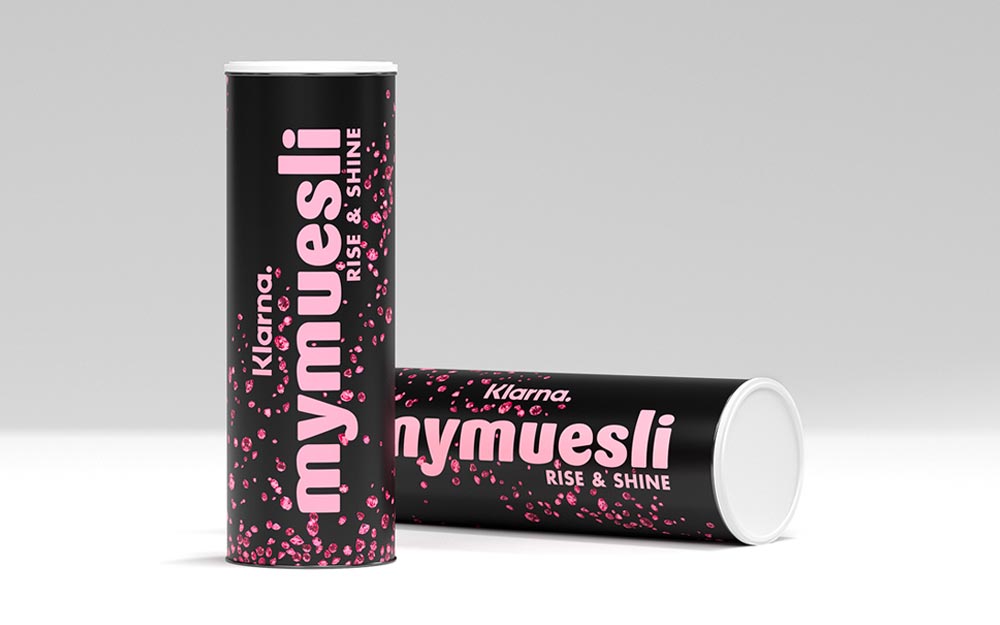 Klarna.
mymuesli
RISE & SHINE
Klarna.
mymuesli
RISE & SHINE